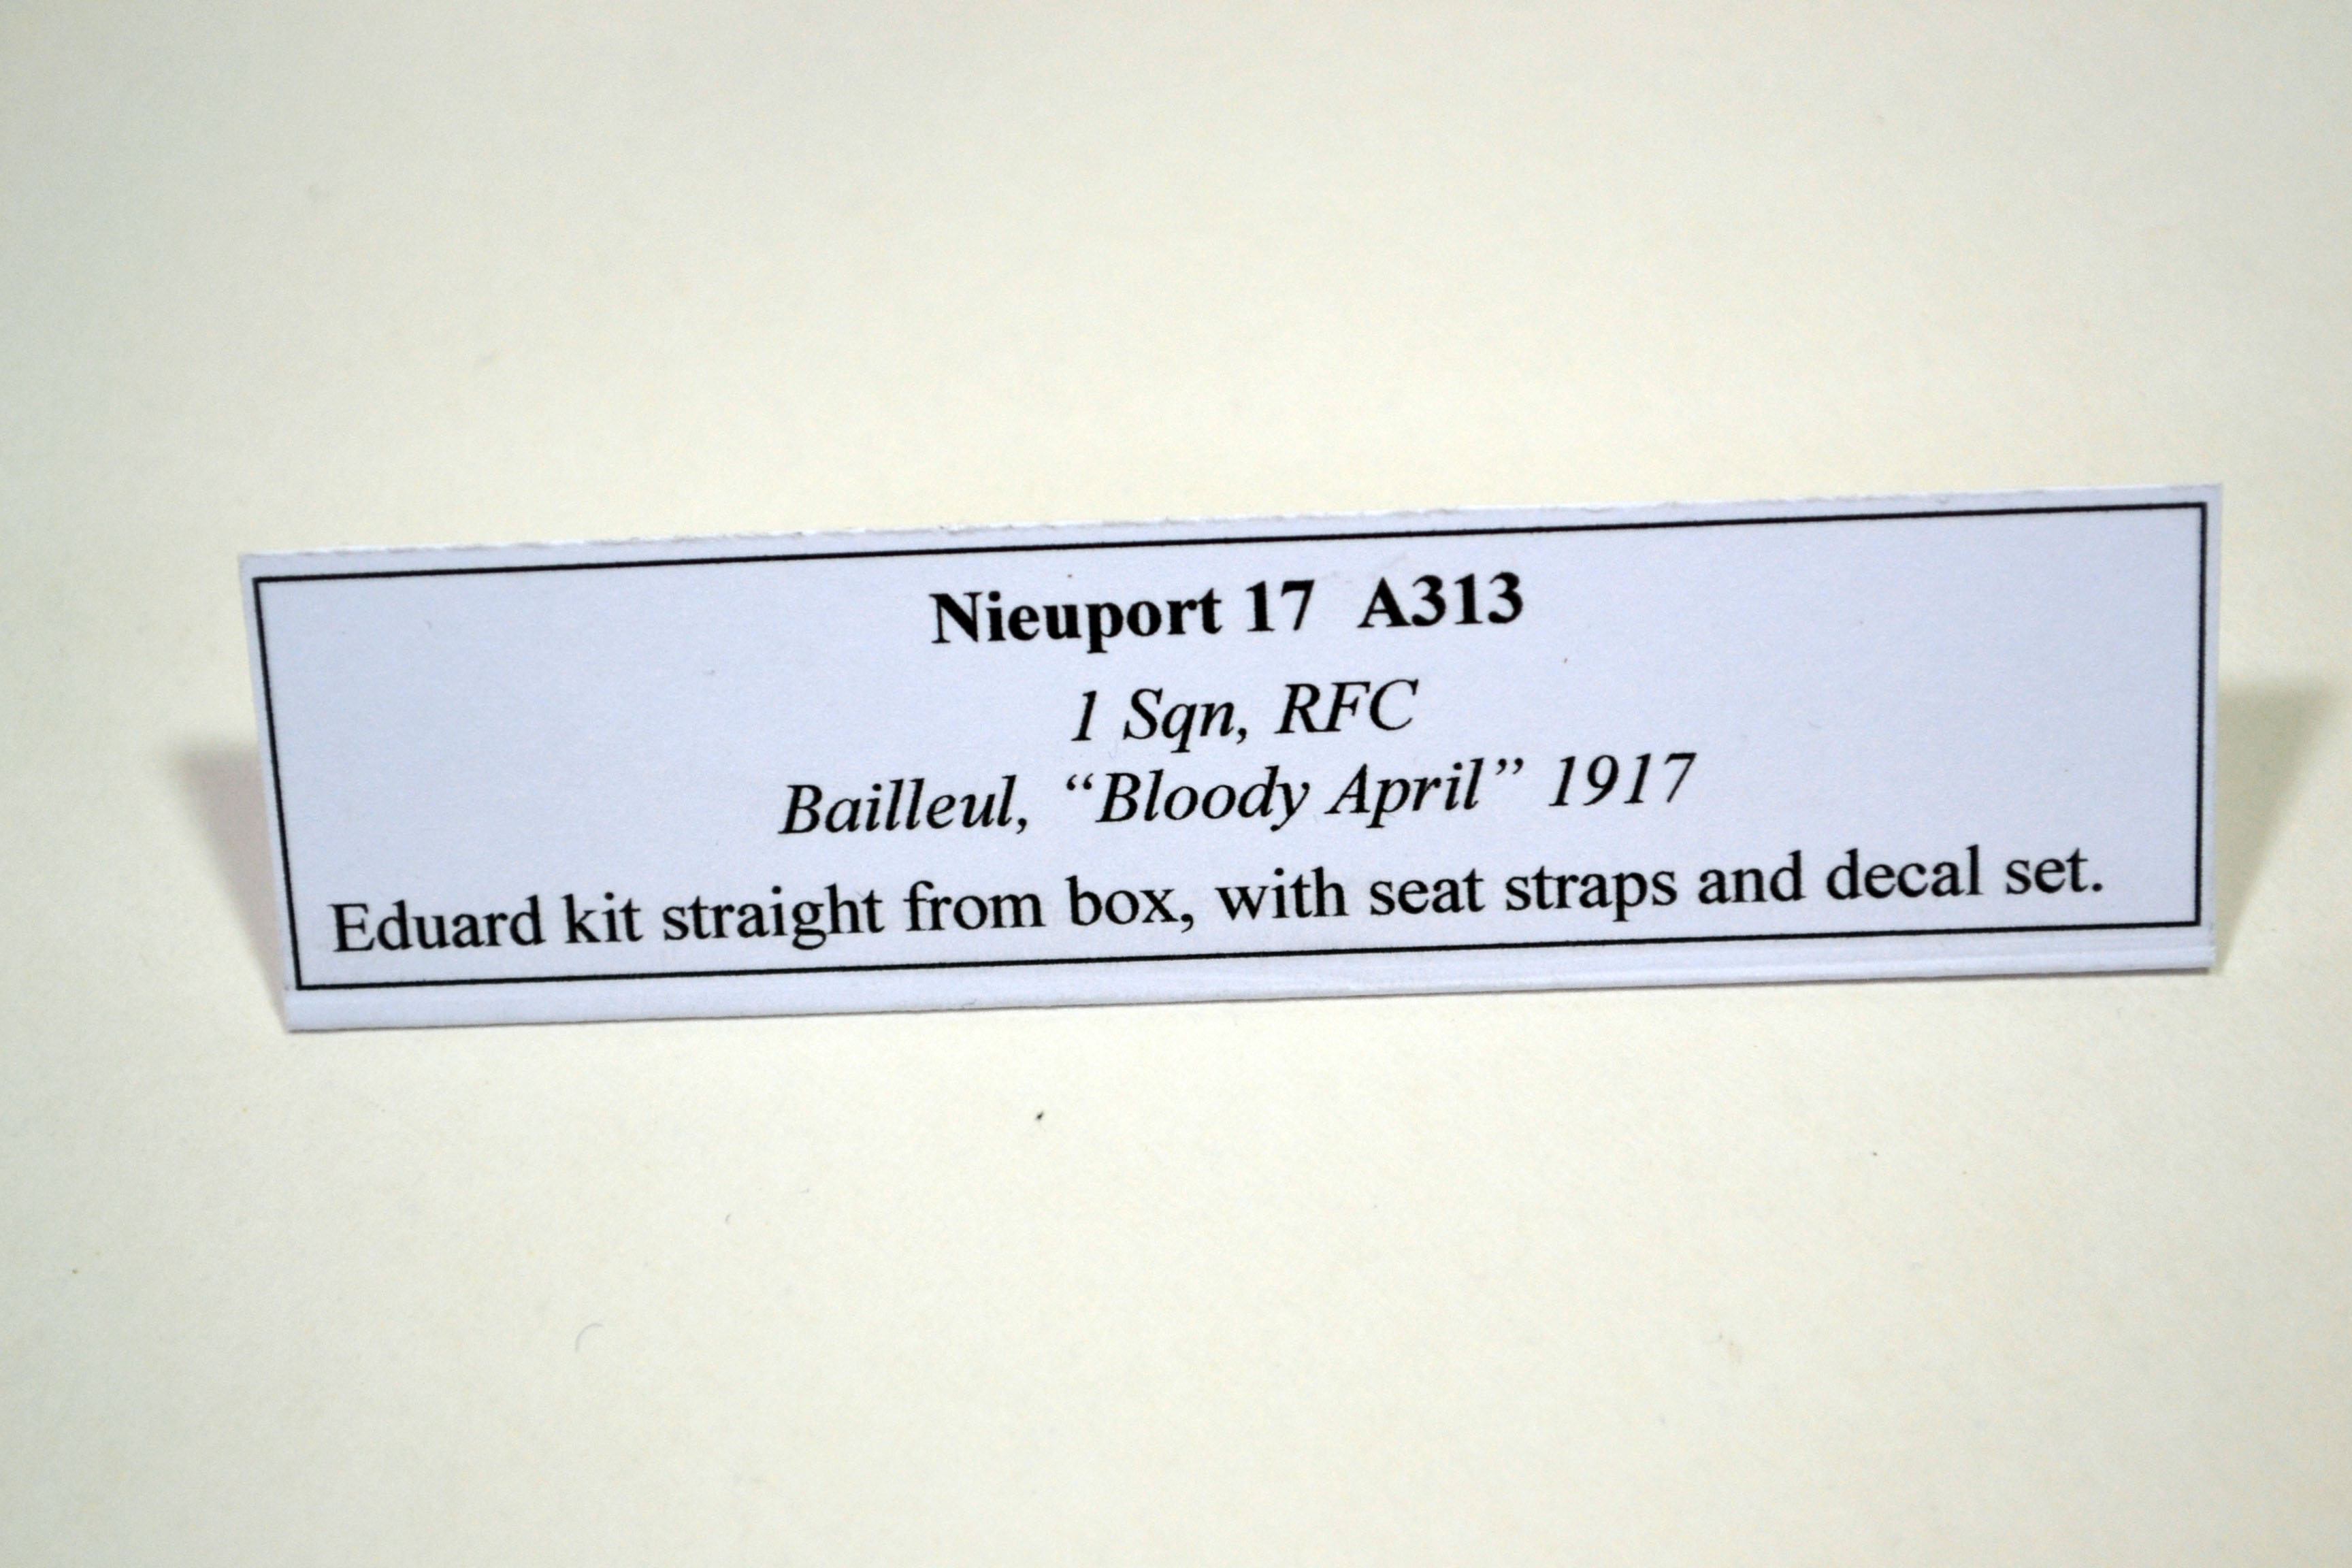 Nieuport 17  A313
1 Sqn, RFC
Bailleul, “Bloody April” 1917
Eduard kit straight from box, with seat straps and decal set.